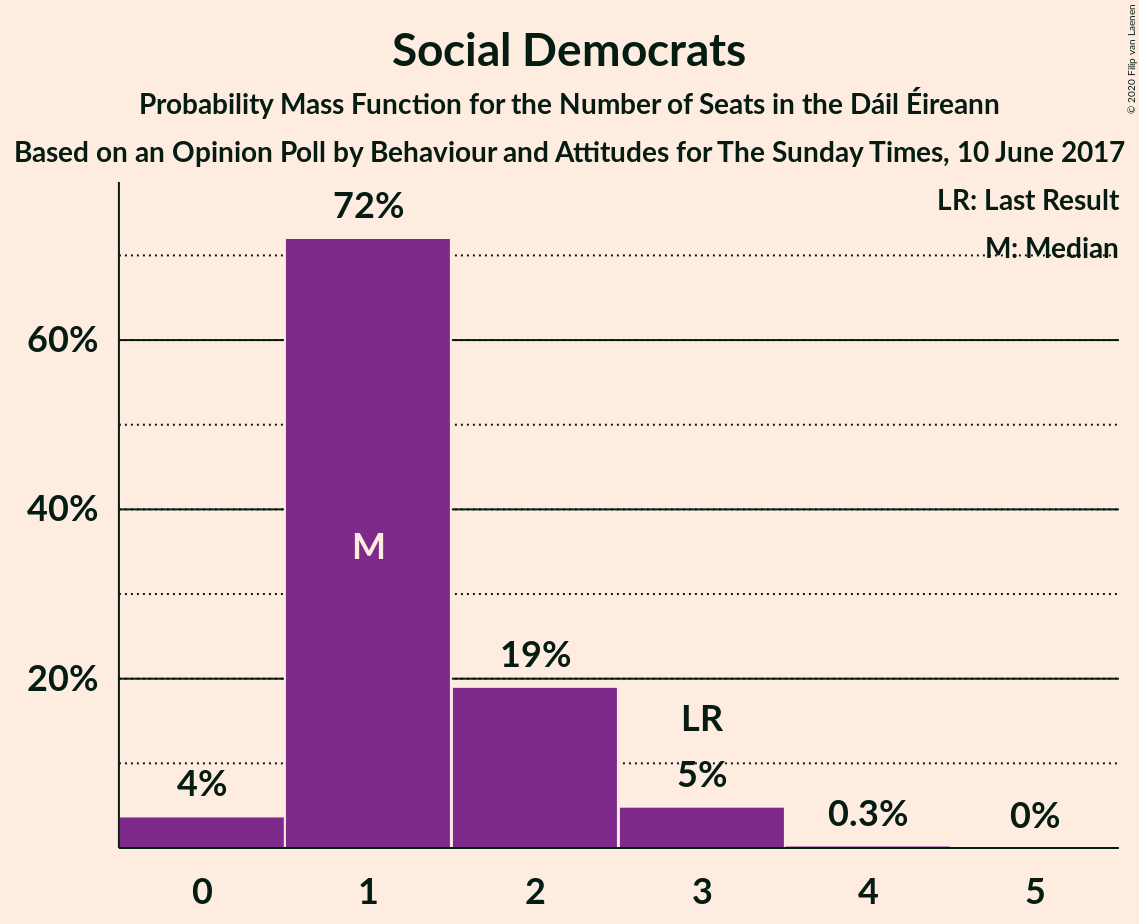 Social Democrats
Probability Mass Function for the Number of Seats in the Dáil Éireann
Based on an Opinion Poll by Behaviour and Attitudes for The Sunday Times, 10 June 2017
© 2020 Filip van Laenen
LR: Last Result
M: Median
72%
60%
40%
M
20%
19%
LR
5%
4%
0.3%
0%
0 1 2 3 4 5